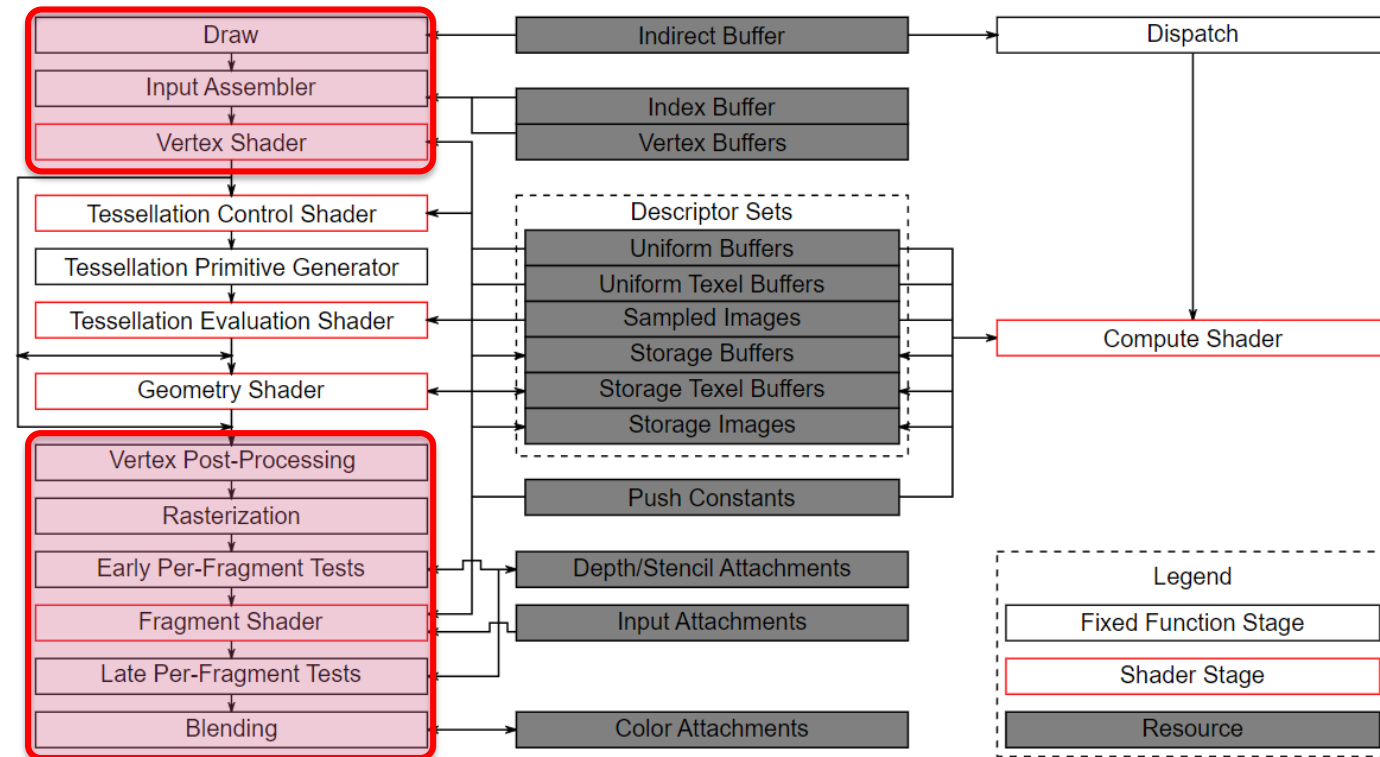 Draw
Input Assembler
Vertex Shader
Tessellation Control Shader
Tessellation Primitive Generator
Tessellation Evaluation Shader
Geometry Shader
Vertex Post-Processing
Rasterization
Early Per-Fragment Tests
Fragment Shader
Late Per-Fragment Tests
Blending
Indirect Buffer
Index Buffer
Vertex Buffers
Descriptor Sets
Uniform Buffers
Uniform Texel Buffers
Sampled Images
Storage Buffers
Storage Texel Buffers
Storage Images
Push Constants
Depth/Stencil Attachments
Input Attachments
Color Attachments
Dispatch
Compute Shader
Legend
Fixed Function Stage
Shader Stage
Resource